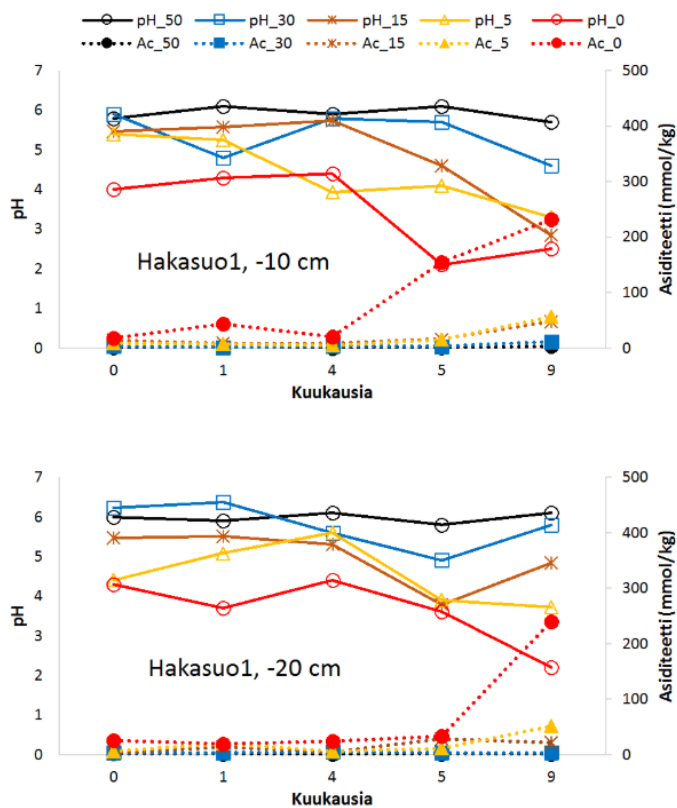 pH_50 pH_30 pH_15 pH_5 pH_0
Ac_50 Ac_30 Ac_15 Ac_5 Ac_0
7 500
6 400
5
4 300
3 200
2
1 100
0 0
pH
Asiditeetti (mmol/kg)
Hakasuo1, -10 cm
0 1 4 5 9
Kuukausia
7 500
6 400
5
4 300
3 200
2
1 100
0 0
pH
Asiditeetti (mmol/kg)
Hakasuo1, -20 cm
0 1 4 5 9
Kuukausia